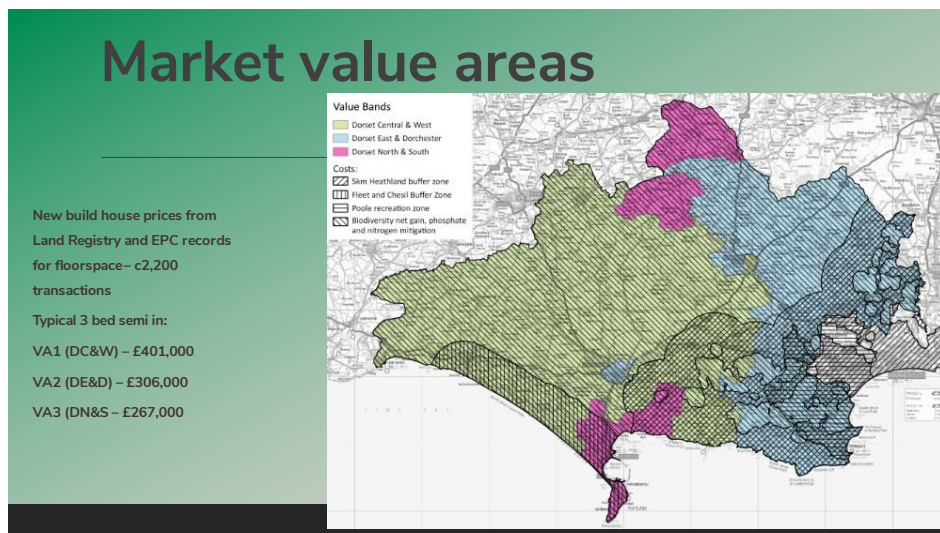 Market value areas
New build house prices from
Land Registry and EPC records
for floorspace– c2,200
transactions
Typical 3 bed semi in:
VA1 (DC&W) – £401,000
VA2 (DE&D) – £306,000
VA3 (DN&S – £267,000
Value Bands
Dorset Central & West
Dorset East & Dorchester
Dorset North & South
Costs:
5km Heathland buffer zone
Fleet and Chesil Buffer Zone
Poole recreation zone
Biodiversity net gain, phosphate
and nitrogen mitigation